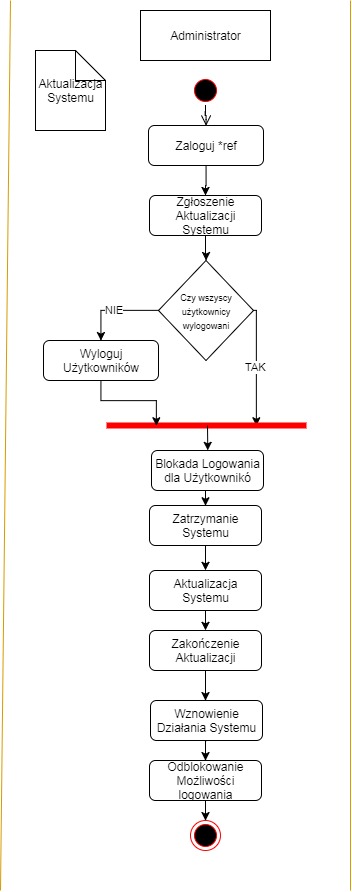 Administrator
Aktualizacja
Systemu
Zaloguj *ref
Zgłoszenie
Aktualizacji
Systemu
Czy wszyscy
użytkownicy
wylogowani
NIE
Wyloguj
Użytkowników
TAK
Blokada Logowania
dla Użytkownikó
Zatrzymanie
Systemu
Aktualizacja
Systemu
Zakończenie
Aktualizacji
Wznowienie
Działania Systemu
Odblokowanie
Możliwości
logowania